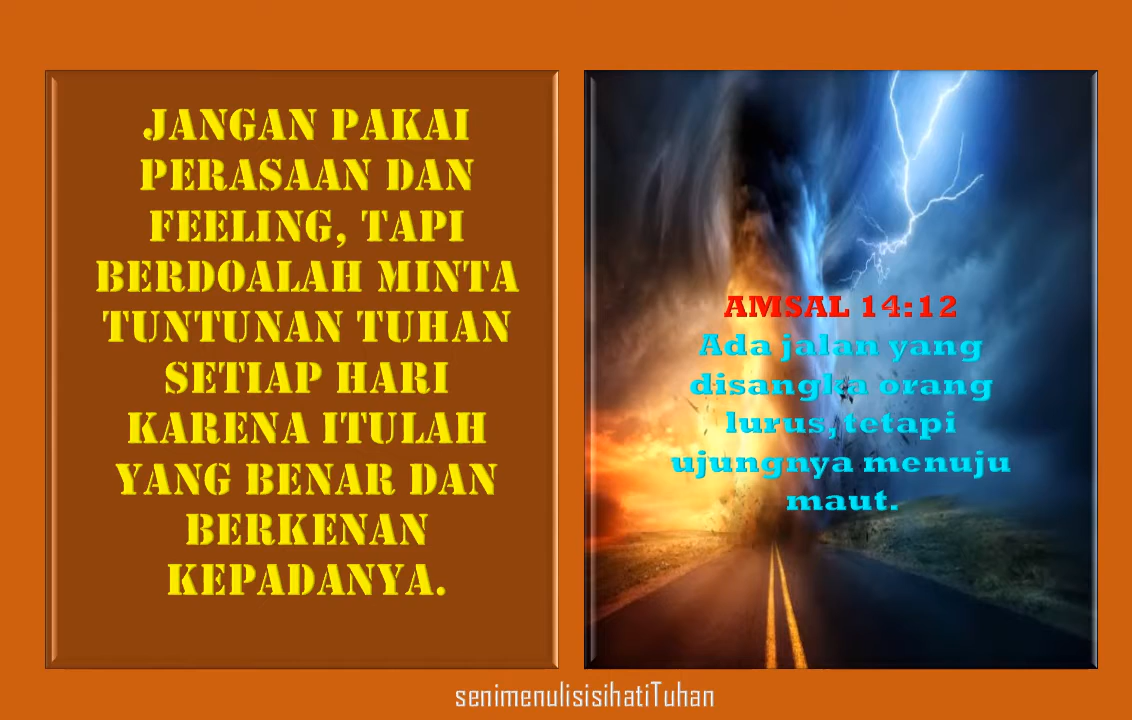 JANGAN PAKAI
PERASAAN DAN
FEELING, TAPI
BERDOALAH MINTA
TUNTUNAN TUHAN
SETIAP HARI
KARENA ITULAH
YANG BENAR DAN
BERKENAN
KEPADANYA.
AMSAL 14:12
Ada jalan yang
disangka orang
lurus, tetapi
ujungnya menuju
maut.
senimenulisisihatiTuhan